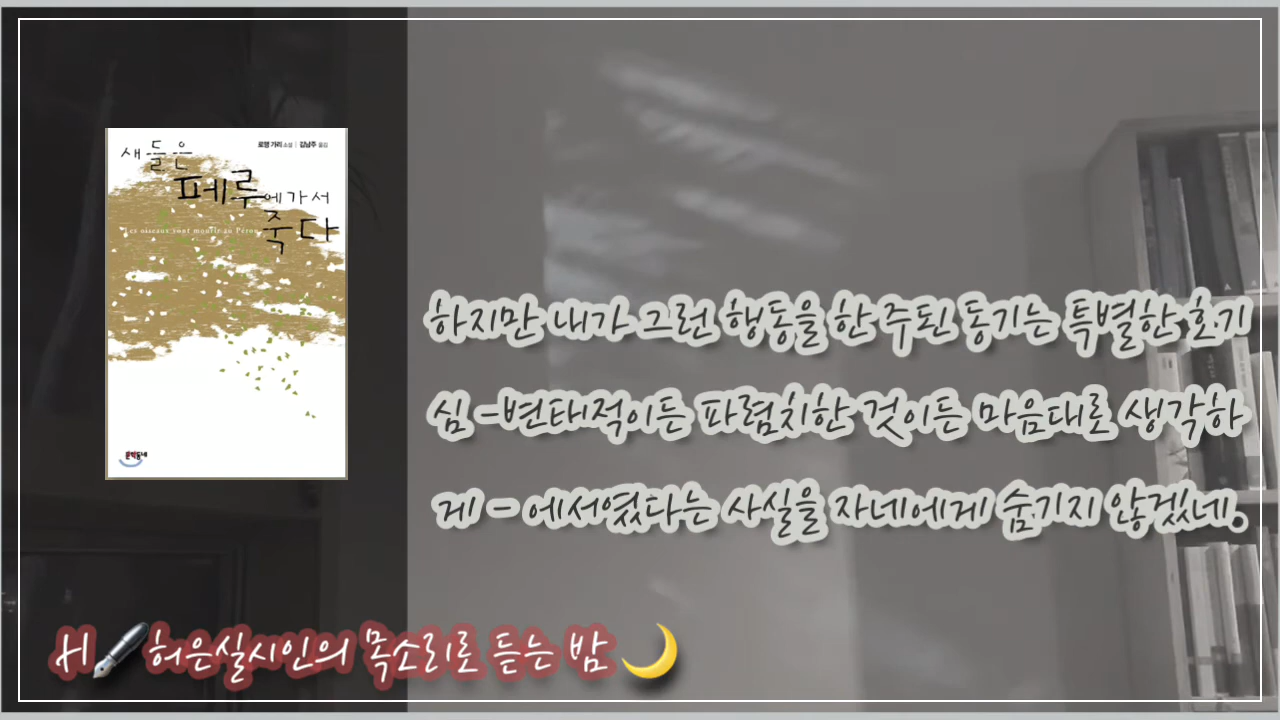 새들은
로맹 가리 소설 | 김남주 옮김
페루에가서
죽다
Les oiseaux vont mourir au Pérou
문학동네
하지만 내가 그런 행동을 한 주된 동기는 특별한 호기
심 -변태적이든 파렴치한 것이든 마음대로 생각하
게 - 에서였다는 사실을 자네에게 숨기지 않겠네.
H🖋허은실시인의 목소리로 듣는 밤🌙